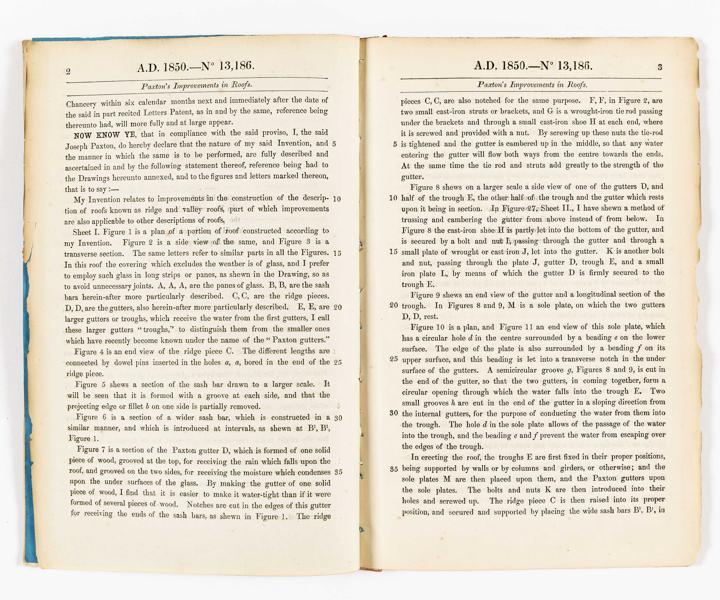 2
A.D. 1850.—Nº 13,186.
Paxton's Improvements in Roofs.
Chancery within six calendar months next and immediately after the date of
the said in part recited Letters Patent, as in and by the same, reference being
thereunto had, will more fully and at large appear.
NOW KNOW YE, that in compliance with the said proviso, I, the said
Joseph Paxton, do hereby declare that the nature of my said Invention, and 5
the manner in which the same is to be performed, are fully described and
ascertained in and by the following statement thereof, reference being had to
the Drawings hereunto annexed, and to the figures and letters marked thereon,
that is to say:—
My Invention relates to improvements in the construction of the descrip- 10
tion of roofs known as ridge and valley roofs, part of which improvements
are also applicable to other descriptions of roofs.
Sheet I. Figure 1 is a plan of a portion of roof constructed according to
my Invention. Figure 2 is a side view of the same, and Figure 3 is a
transverse section. The same letters refer to similar parts in all the Figures. 15
In this roof the covering which excludes the weather is of glass, and I prefer
to employ such glass in long strips or panes, as shewn in the Drawing, so as
to avoid unnecessary joints. A, A, A, are the panes of glass. B, B, are the sash
bars herein-after more particularly described. C, C, are the ridge pieces.
D, D, are the gutters, also herein-after more particularly described. E, E, are 20
larger gutters or troughs, which receive the water from the first gutters, I call
these larger gutters "troughs," to distinguish them from the smaller ones
which have recently become known under the name of the "Paxton gutters."
Figure 4 is an end view of the ridge piece C. The different lengths are
connected by dowel pins inserted in the holes a, a, bored in the end of the 25
ridge piece.
Figure 5 shews a section of the sash bar drawn to a larger scale. It
will be seen that it is formed with a groove at each side, and that the
projecting edge or fillet b on one side is partially removed.
Figure 6 is a section of a wider sash bar, which is constructed in a 30
similar manner, and which is introduced at intervals, as shewn at B¹, B¹,
Figure 1.
Figure 7 is a section of the Paxton gutter D, which is formed of one solid
piece of wood, grooved at the top, for receiving the rain which falls upon the
roof, and grooved on the two sides, for receiving the moisture which condenses 35
upon the under surfaces of the glass. By making the gutter of one solid
piece of wood, I find that it is easier to make it water-tight than if it were
formed of several pieces of wood. Notches are cut in the edges of this gutter
for receiving the ends of the sash bars, as shewn in Figure 1. The ridge
A.D. 1850.—Nº 13,186.
3
Paxton's Improvements in Roofs.
pieces C, C, are also notched for the same purpose. F, F, in Figure 2, are
two small cast-iron struts or brackets, and G is a wrought-iron tie rod passing
under the brackets and through a small cast-iron shoe H at each end, where
it is screwed and provided with a nut. By screwing up these nuts the tie-rod
5 is tightened and the gutter is cambered up in the middle, so that any water
entering the gutter will flow both ways from the centre towards the ends.
At the same time the tie rod and struts add greatly to the strength of the
gutter.
Figure 8 shews on a larger scale a side view of one of the gutters D, and
10 half of the trough E, the other half of the trough and the gutter which rests
upon it being in section. In Figure 27, Sheet II., I have shewn a method of
trussing and cambering the gutter from above instead of from below. In
Figure 8 the cast-iron shoe H is partly let into the bottom of the gutter, and
is secured by a bolt and nut I, passing through the gutter and through a
15 small plate of wrought or cast iron J, let into the gutter. K is another bolt
and nut, passing through the plate J, gutter D, trough E, and a small
iron plate L, by means of which the gutter D is firmly secured to the
trough E.
Figure 9 shews an end view of the gutter and a longitudinal section of the
20 trough. In Figures 8 and 9, M is a sole plate, on which the two gutters
D, D, rest.
Figure 10 is a plan, and Figure 11 an end view of this sole plate, which
has a circular hole d in the centre surrounded by a beading e on the lower
surface. The edge of the plate is also surrounded by a beading f on its
25 upper surface, and this beading is let into a transverse notch in the under
surface of the gutters. A semicircular groove g, Figures 8 and 9, is cut in
the end of the gutter, so that the two gutters, in coming together, form a
circular opening through which the water falls into the trough E. Two
small grooves h are cut in the end of the gutter in a sloping direction from
30 the internal gutters, for the purpose of conducting the water from them into
the trough. The hole d in the sole plate allows of the passage of the water
into the trough, and the beading e and f prevent the water from escaping over
the edges of the trough.
In erecting the roof, the troughs E are first fixed in their proper positions,
35 being supported by walls or by columns and girders, or otherwise; and the
sole plates M are then placed upon them, and the Paxton gutters upon
the sole plates. The bolts and nuts K are then introduced into their
holes and screwed up. The ridge piece C is then raised into its proper
position, and secured and supported by placing the wide sash bars B¹, B¹, in